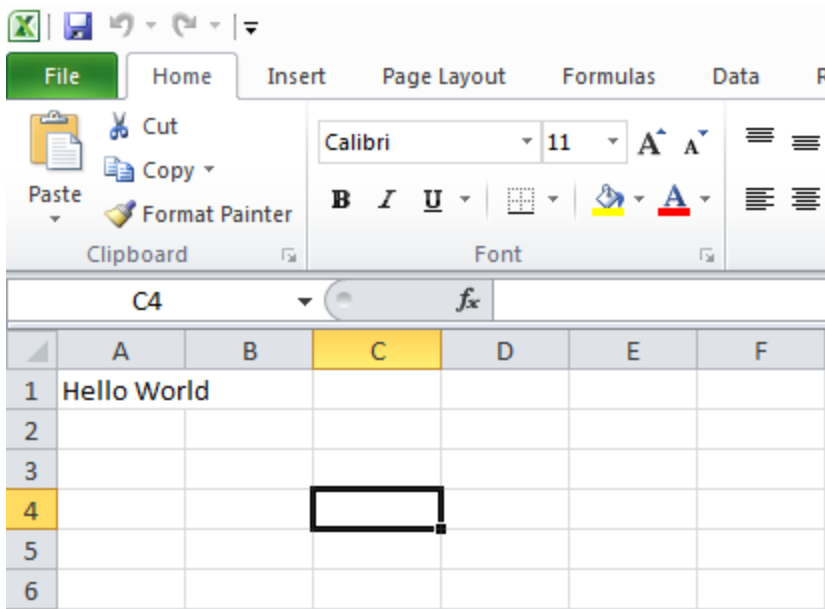 File Home Insert Page Layout Formulas Data
Cut
Calibri 11 A A
Copy
Paste
B I U A
Format Painter
Clipboard Font
C4 fx
A B C D E F
1 Hello World
2
3
4
5
6